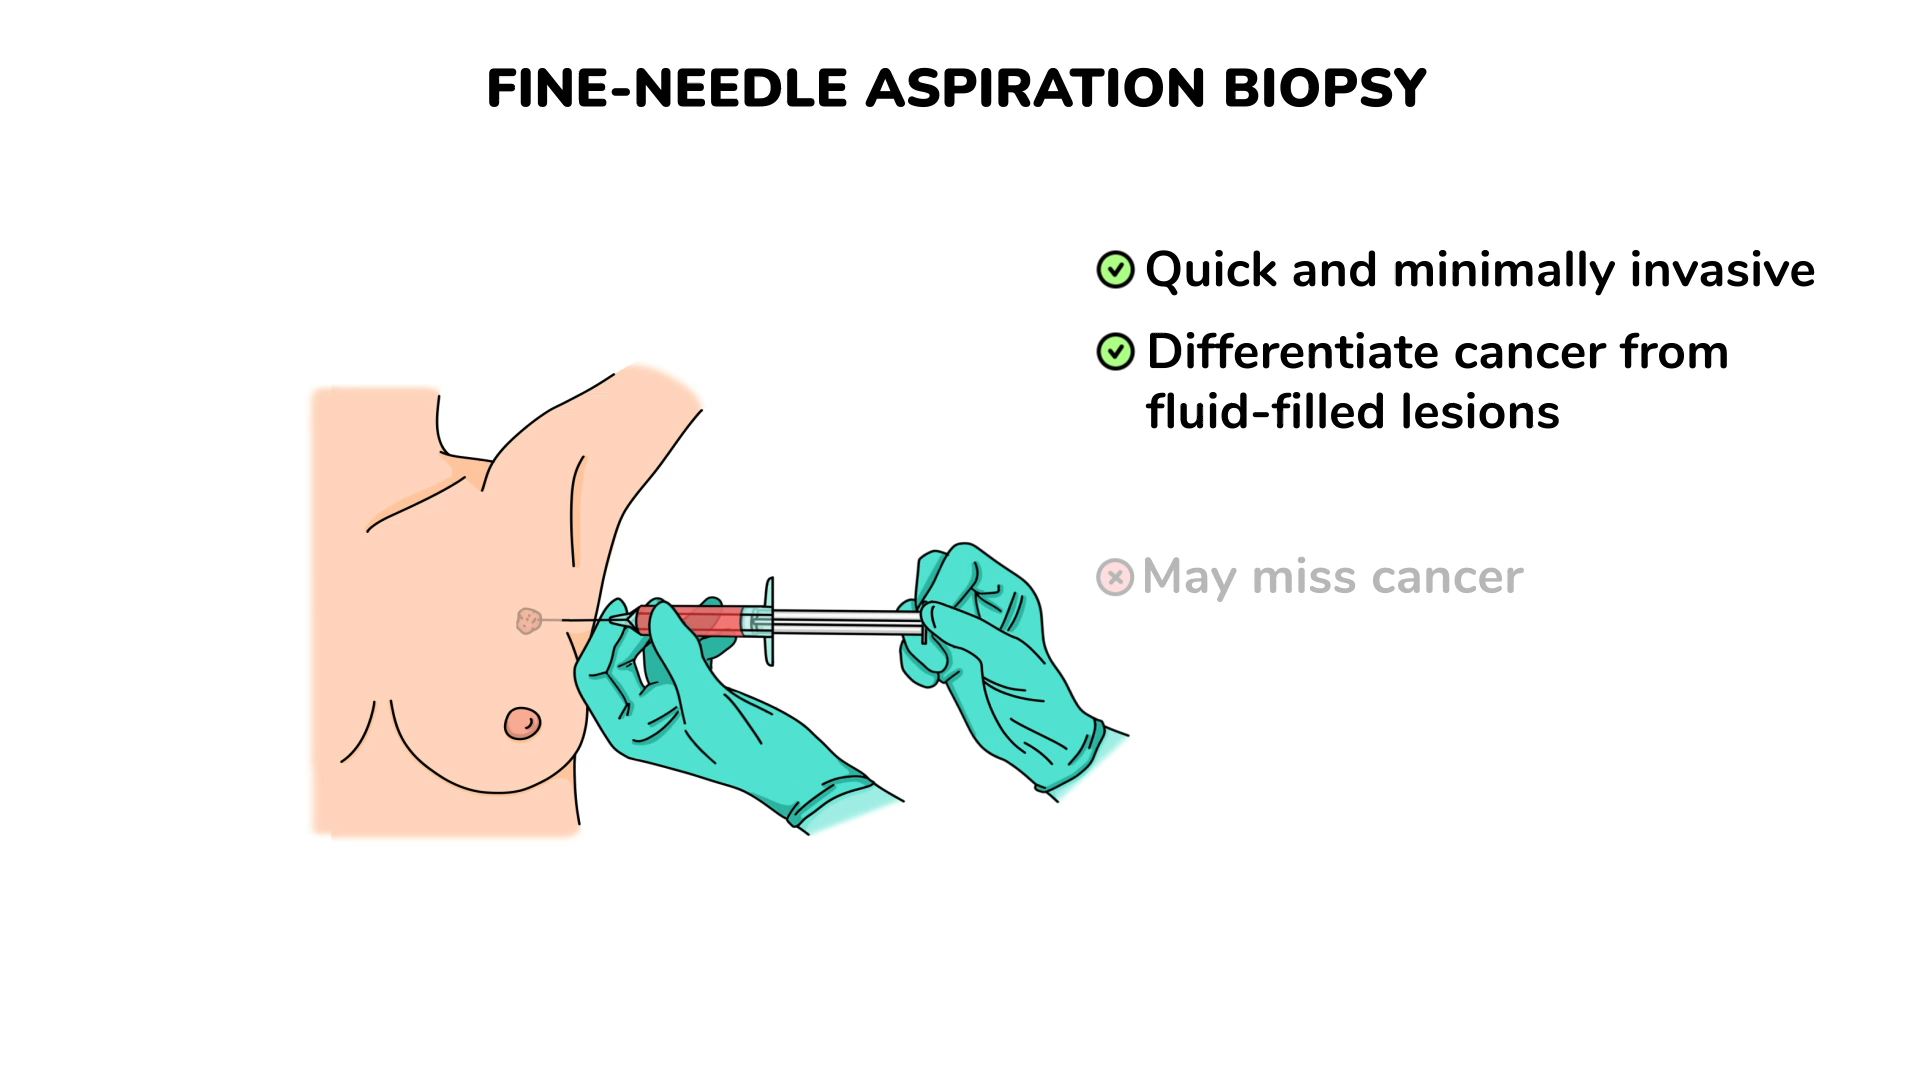 FINE-NEEDLE ASPIRATION BIOPSY
Quick and minimally invasive
Differentiate cancer from
fluid-filled lesions
May miss cancer